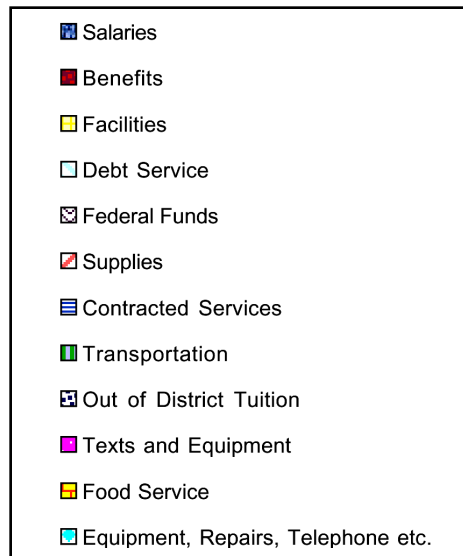 Salaries
Benefits
Facilities
Debt Service
Federal Funds
Supplies
Contracted Services
Transportation
Out of District Tuition
Texts and Equipment
Food Service
Equipment, Repairs, Telephone etc.